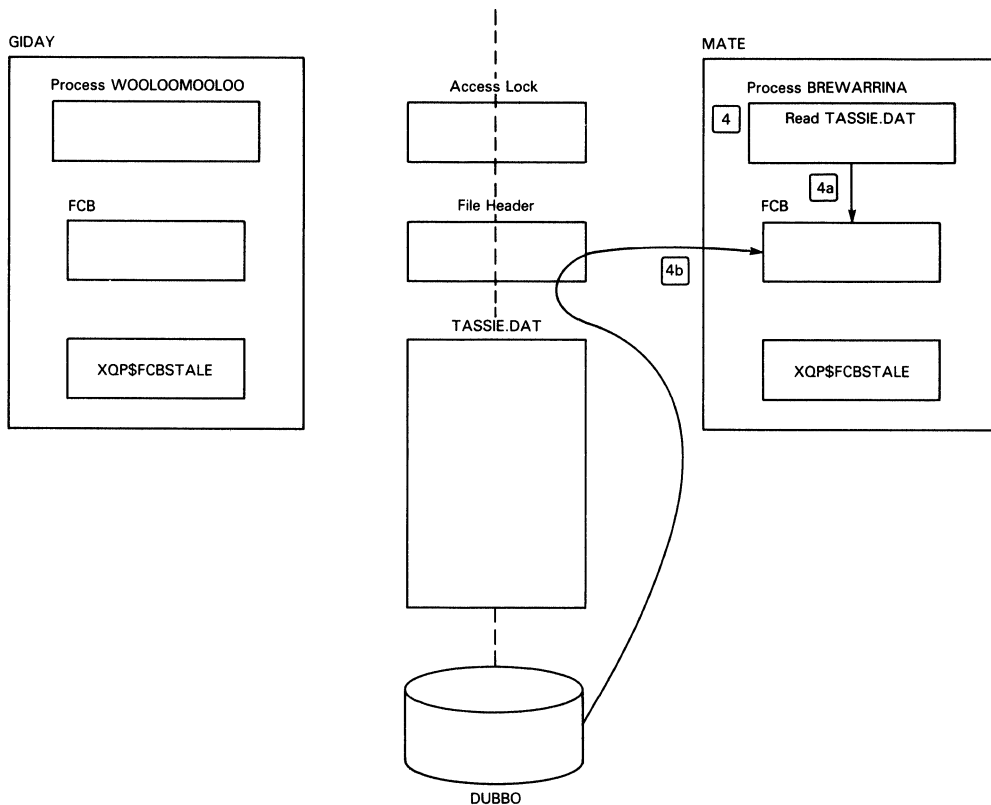 GIDAY
Process WOOLOOMOOLOO
FCB
XQP$FCBSTALE
Access Lock
File Header
TASSIE.DAT
DUBBO
MATE
Process BREWARRINA
4
Read TASSIE.DAT
4a
FCB
4b
XQP$FCBSTALE